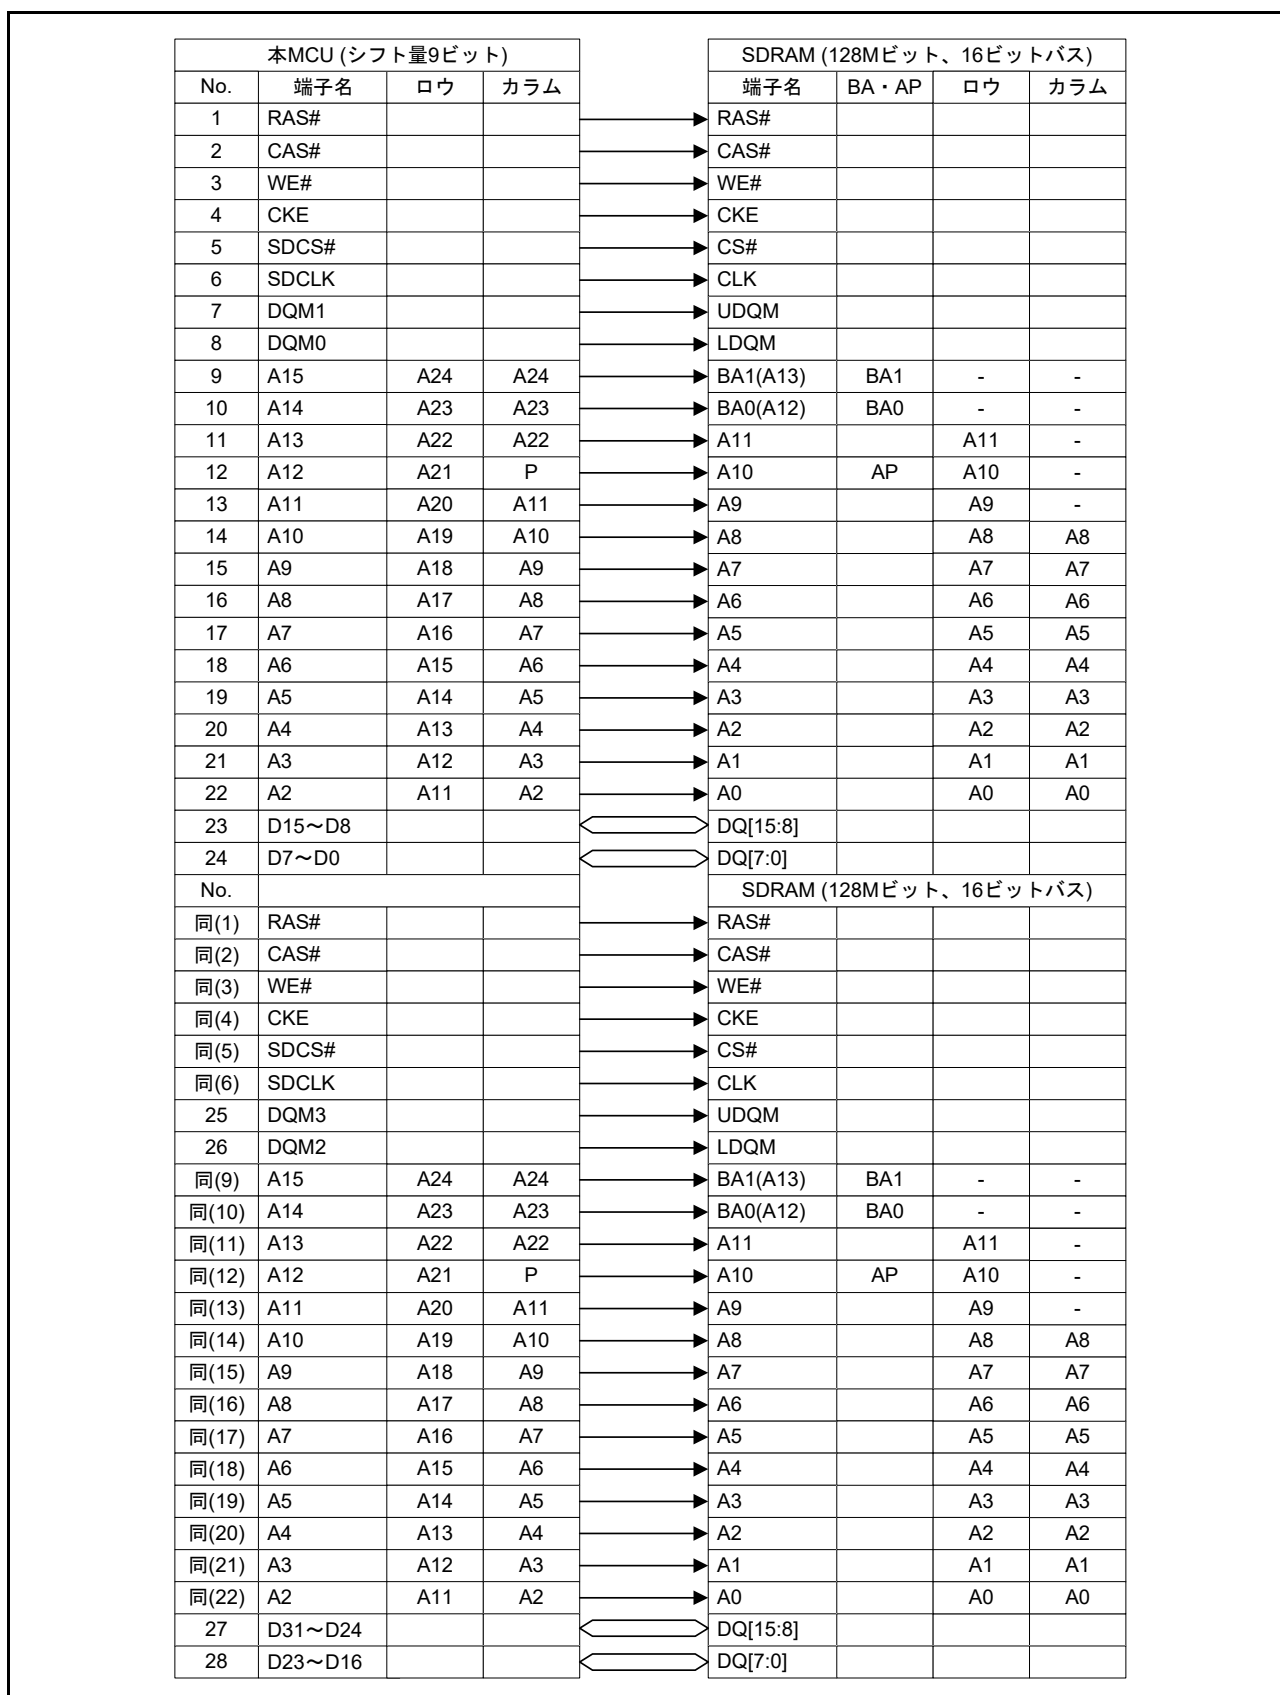 本MCU (シフト量9ビット) SDRAM (128Mビット、16ビットバス)
No. 端子名 ロウ カラム 端子名 BA・AP ロウ カラム
1 RAS# RAS#
2 CAS# CAS#
3 WE# WE#
4 CKE CKE
5 SDCS# CS#
6 SDCLK CLK
7 DQM1 UDQM
8 DQM0 LDQM
9 A15 A24 A24 BA1(A13) BA1 - -
10 A14 A23 A23 BA0(A12) BA0 - -
11 A13 A22 A22 A11 A11 -
12 A12 A21 P A10 AP A10 -
13 A11 A20 A11 A9 A9 -
14 A10 A19 A10 A8 A8 A8
15 A9 A18 A9 A7 A7 A7
16 A8 A17 A8 A6 A6 A6
17 A7 A16 A7 A5 A5 A5
18 A6 A15 A6 A4 A4 A4
19 A5 A14 A5 A3 A3 A3
20 A4 A13 A4 A2 A2 A2
21 A3 A12 A3 A1 A1 A1
22 A2 A11 A2 A0 A0 A0
23 D15～D8 DQ[15:8]
24 D7～D0 DQ[7:0]
No. SDRAM (128Mビット、16ビットバス)
同(1) RAS# RAS#
同(2) CAS# CAS#
同(3) WE# WE#
同(4) CKE CKE
同(5) SDCS# CS#
同(6) SDCLK CLK
25 DQM3 UDQM
26 DQM2 LDQM
同(9) A15 A24 A24 BA1(A13) BA1 - -
同(10) A14 A23 A23 BA0(A12) BA0 - -
同(11) A13 A22 A22 A11 A11 -
同(12) A12 A21 P A10 AP A10 -
同(13) A11 A20 A11 A9 A9 -
同(14) A10 A19 A10 A8 A8 A8
同(15) A9 A18 A9 A7 A7 A7
同(16) A8 A17 A8 A6 A6 A6
同(17) A7 A16 A7 A5 A5 A5
同(18) A6 A15 A6 A4 A4 A4
同(19) A5 A14 A5 A3 A3 A3
同(20) A4 A13 A4 A2 A2 A2
同(21) A3 A12 A3 A1 A1 A1
同(22) A2 A11 A2 A0 A0 A0
27 D31～D24 DQ[15:8]
28 D23～D16 DQ[7:0]